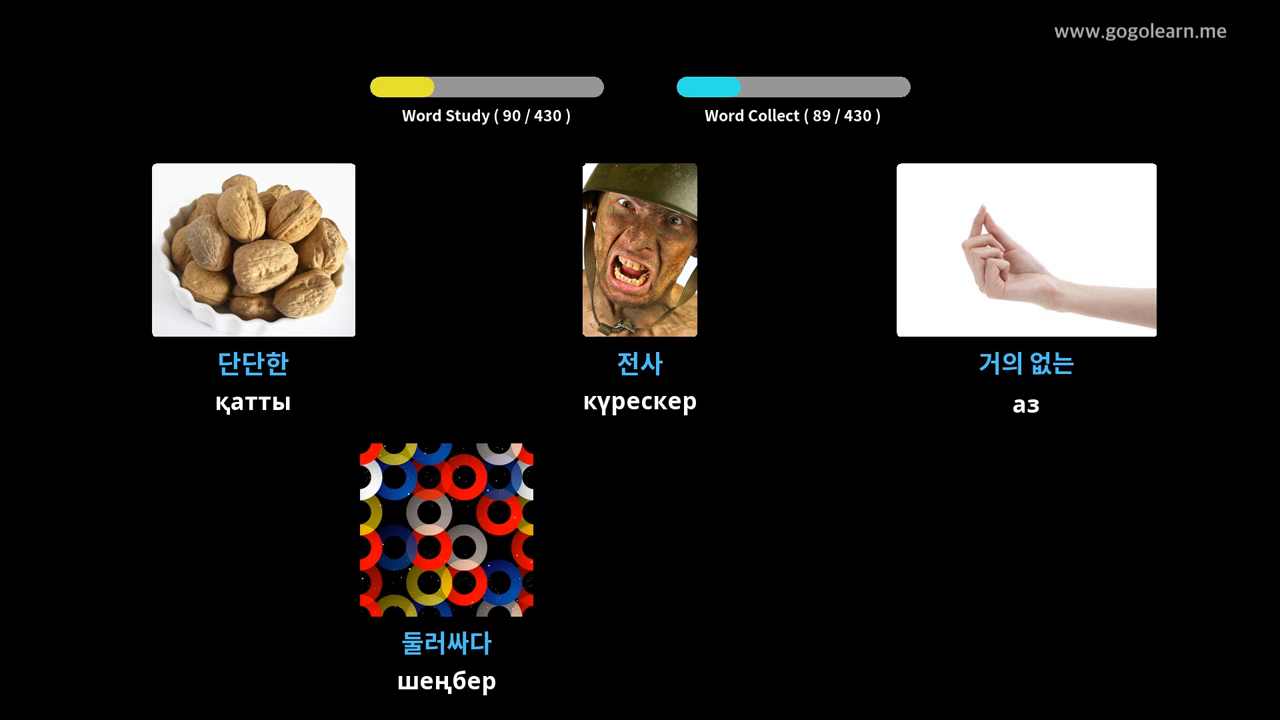 www.gogolearn.me
Word Study ( 90 / 430 )
Word Collect ( 89 / 430 )
단단한
қатты
전사
күрескер
거의 없는
аз
둘러싸다
шеңбер